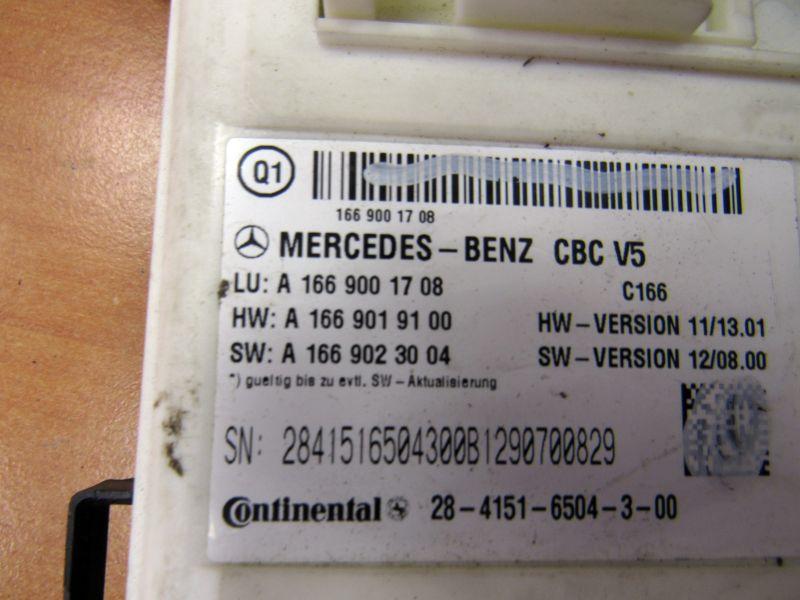 Q1
166 900 17 08
MERCEDES-BENZ CBC V5
LU: A 166 900 17 08 C166
HW: A 166 901 91 00 HW-VERSION 11/13.01
SW: A 166 902 30 04 SW-VERSION 12/08.00
*) gueltig bis zu evtl. SW-Aktualisierung
SN: 2841516504300B1290700829
Continental 28-4151-6504-3-00